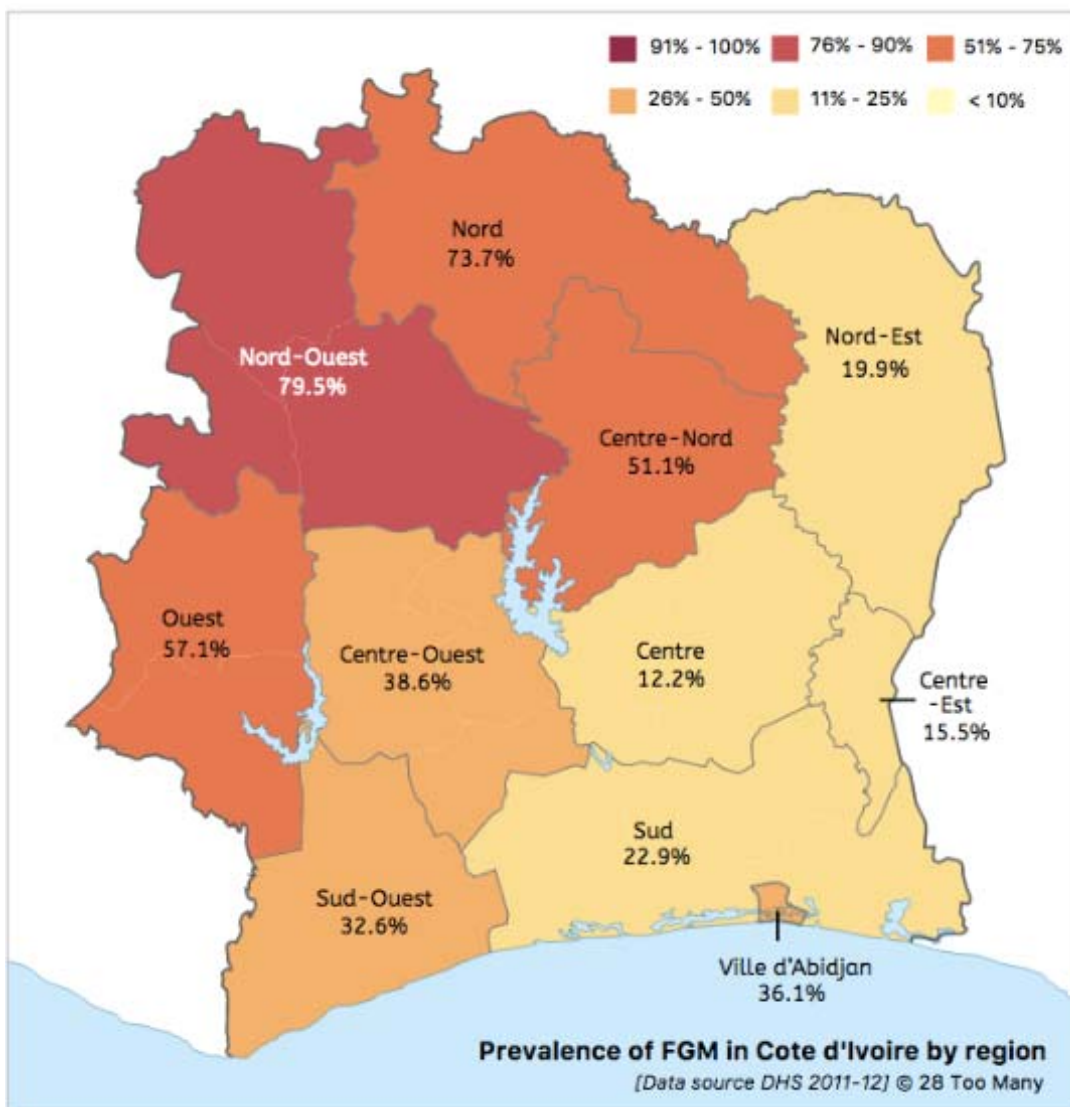 91% - 100%
76% - 90%
51% - 75%
26% - 50%
11% - 25%
< 10%
Nord
73.7%
Nord-Est
19.9%
Nord-Ouest
79.5%
Centre-Nord
51.1%
Ouest
57.1%
Centre-Ouest
38.6%
Centre
12.2%
Centre
-Est
15.5%
Sud
22.9%
Sud-Ouest
32.6%
Ville d'Abidjan
36.1%
Prevalence of FGM in Cote d'Ivoire by region
[Data source DHS 2011-12] © 28 Too Many